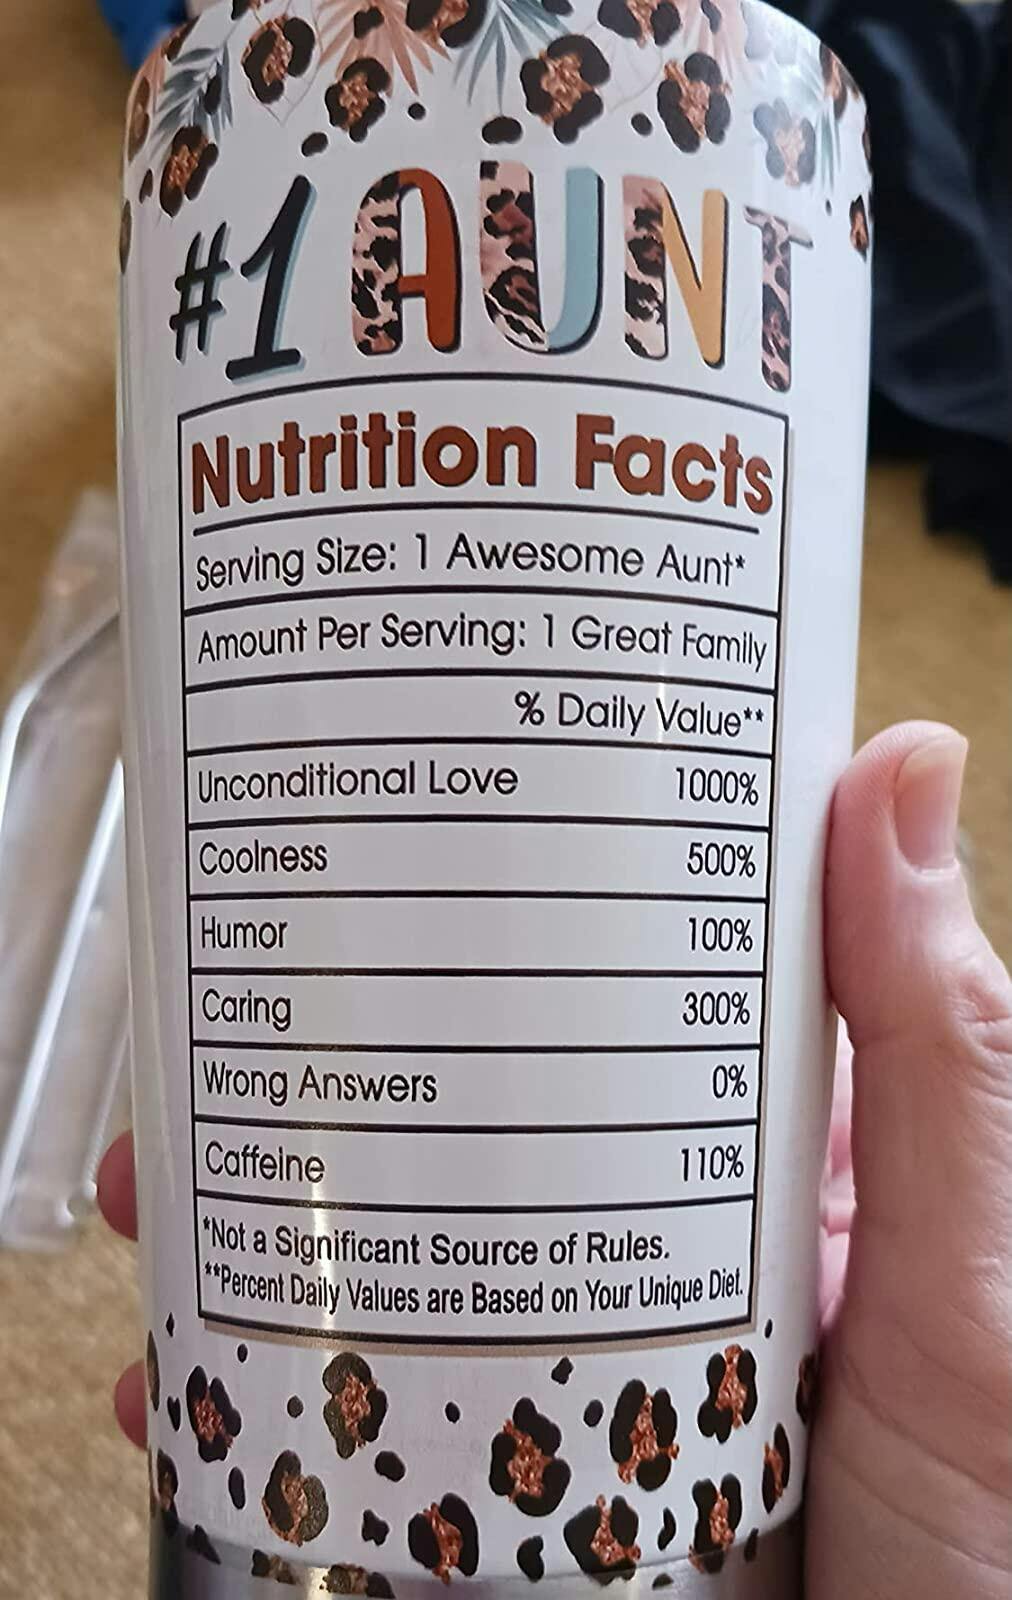 #1 AUNT
Nutrition Facts
Serving Size: 1 Awesome Aunt*
Amount Per Serving: 1 Great Family
% Daily Value**
Unconditional Love 1000%
Coolness 500%
Humor 100%
Caring 300%
Wrong Answers 0%
Caffeine 110%
*Not a Significant Source of Rules.
**Percent Daily Values are Based on Your Unique Diet.